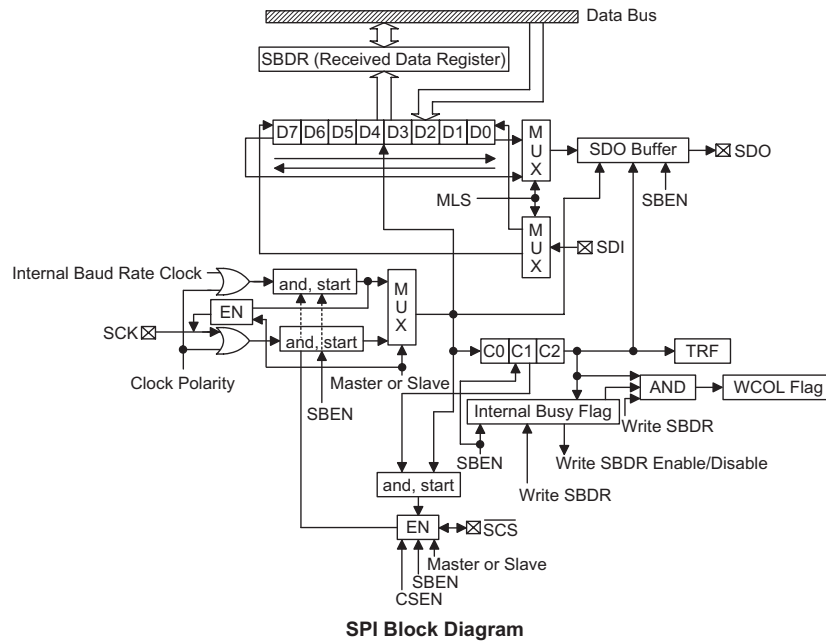 Data Bus
SBDR (Received Data Register)
D7 D6 D5 D4 D3 D2 D1 D0
MUX
SDO Buffer
SDO
MLS
SBEN
MUX
SDI
Internal Baud Rate Clock
and, start
MUX
EN
SCK
and, start
Clock Polarity
Master or Slave
SBEN
C0 C1 C2
TRF
AND
WCOL Flag
Internal Busy Flag
Write SBDR
SBEN
Write SBDR Enable/Disable
Write SBDR
and, start
EN
SCS
Master or Slave
SBEN
CSEN
SPI Block Diagram